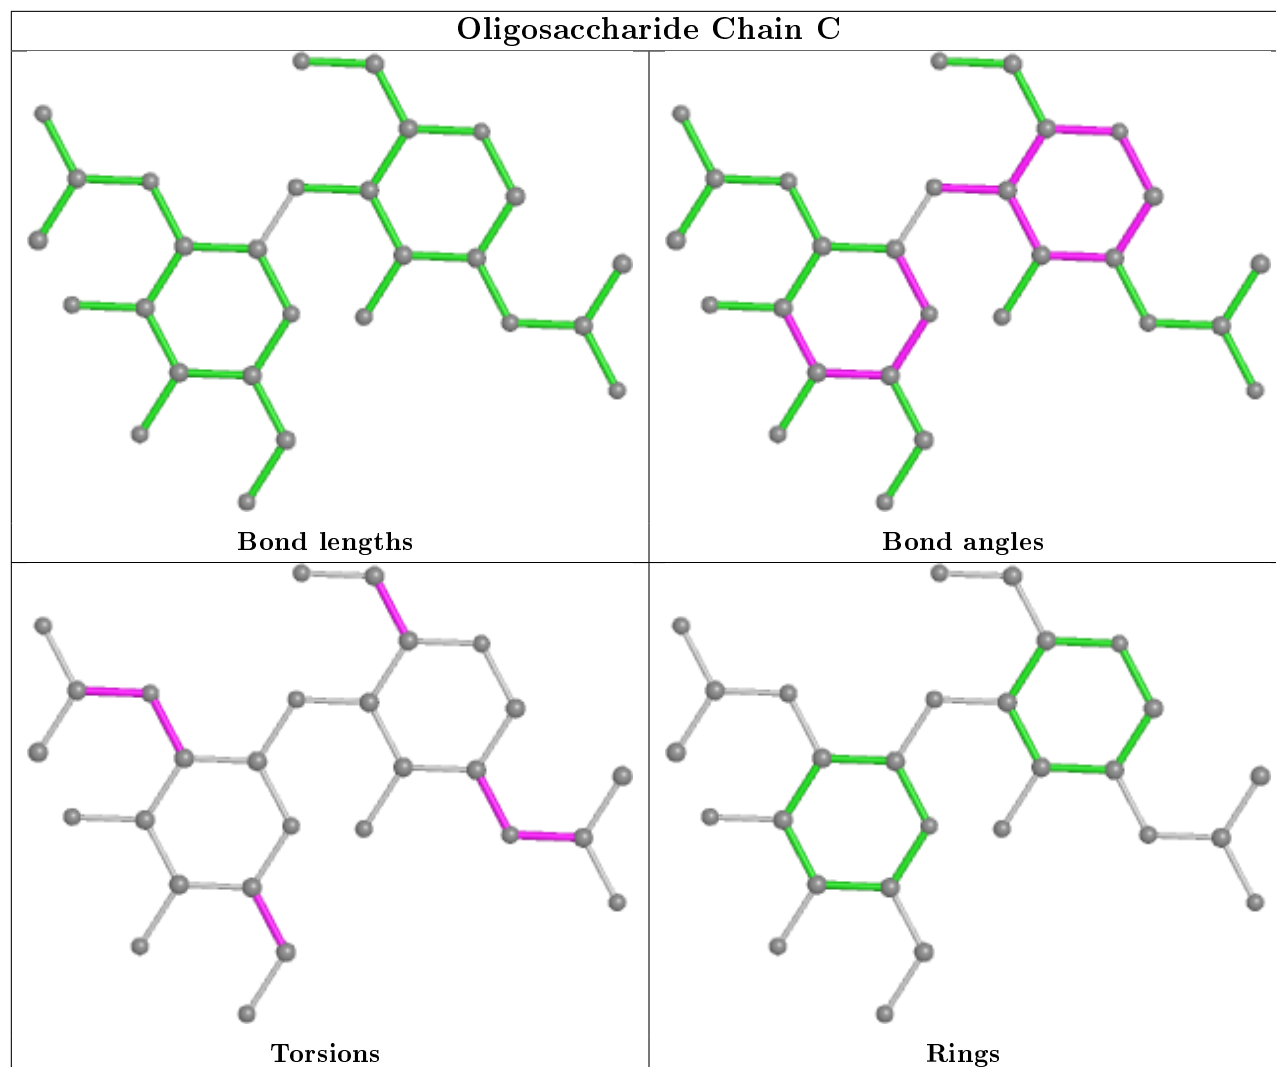 Oligosaccharide Chain C
Bond lengths
Bond angles
Torsions
Rings